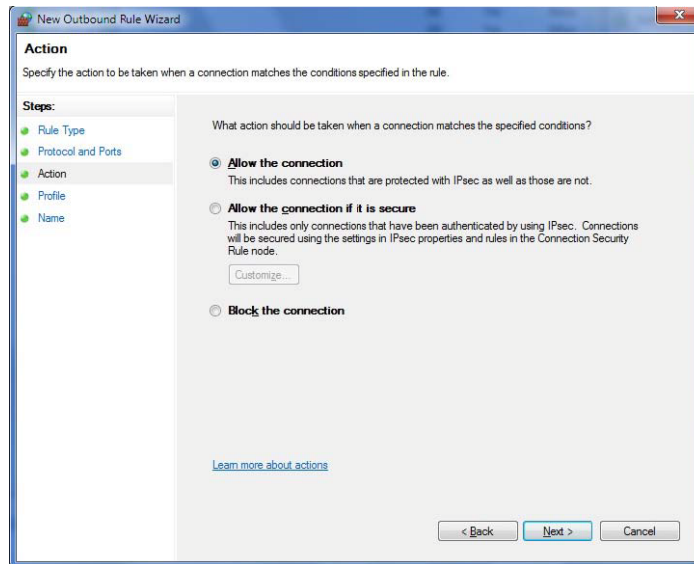 New Outbound Rule Wizard
Action
Specify the action to be taken when a connection matches the conditions specified in the rule.
Steps:
Rule Type
Protocol and Ports
Action
Profile
Name
What action should be taken when a connection matches the specified conditions?
Allow the connection
This includes connections that are protected with IPsec as well as those are not.
Allow the connection if it is secure
This includes only connections that have been authenticated by using IPsec. Connections
will be secured using the settings in IPsec properties and rules in the Connection Security
Rule node.
Customize...
Block the connection
Learn more about actions
< Back
Next >
Cancel